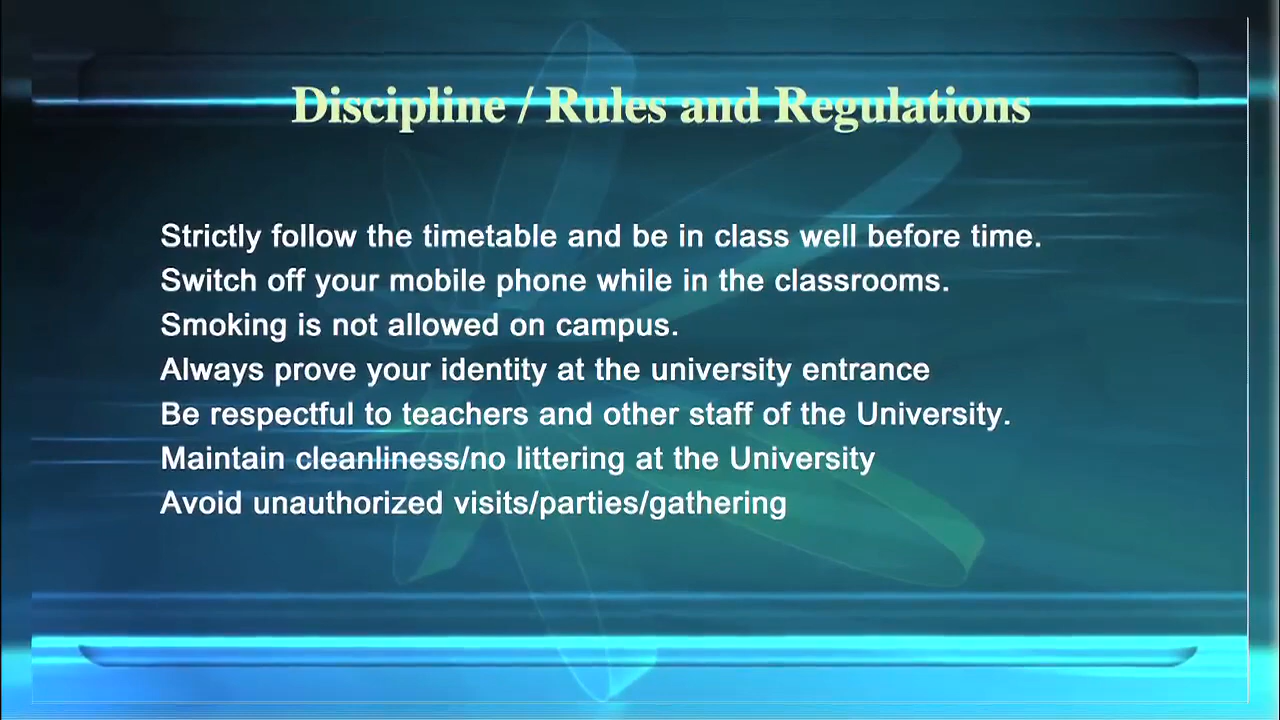 Discipline / Rules and Regulations
Strictly follow the timetable and be in class well before time.
Switch off your mobile phone while in the classrooms.
Smoking is not allowed on campus.
Always prove your identity at the university entrance
Be respectful to teachers and other staff of the University.
Maintain cleanliness/no littering at the University
Avoid unauthorized visits/parties/gathering